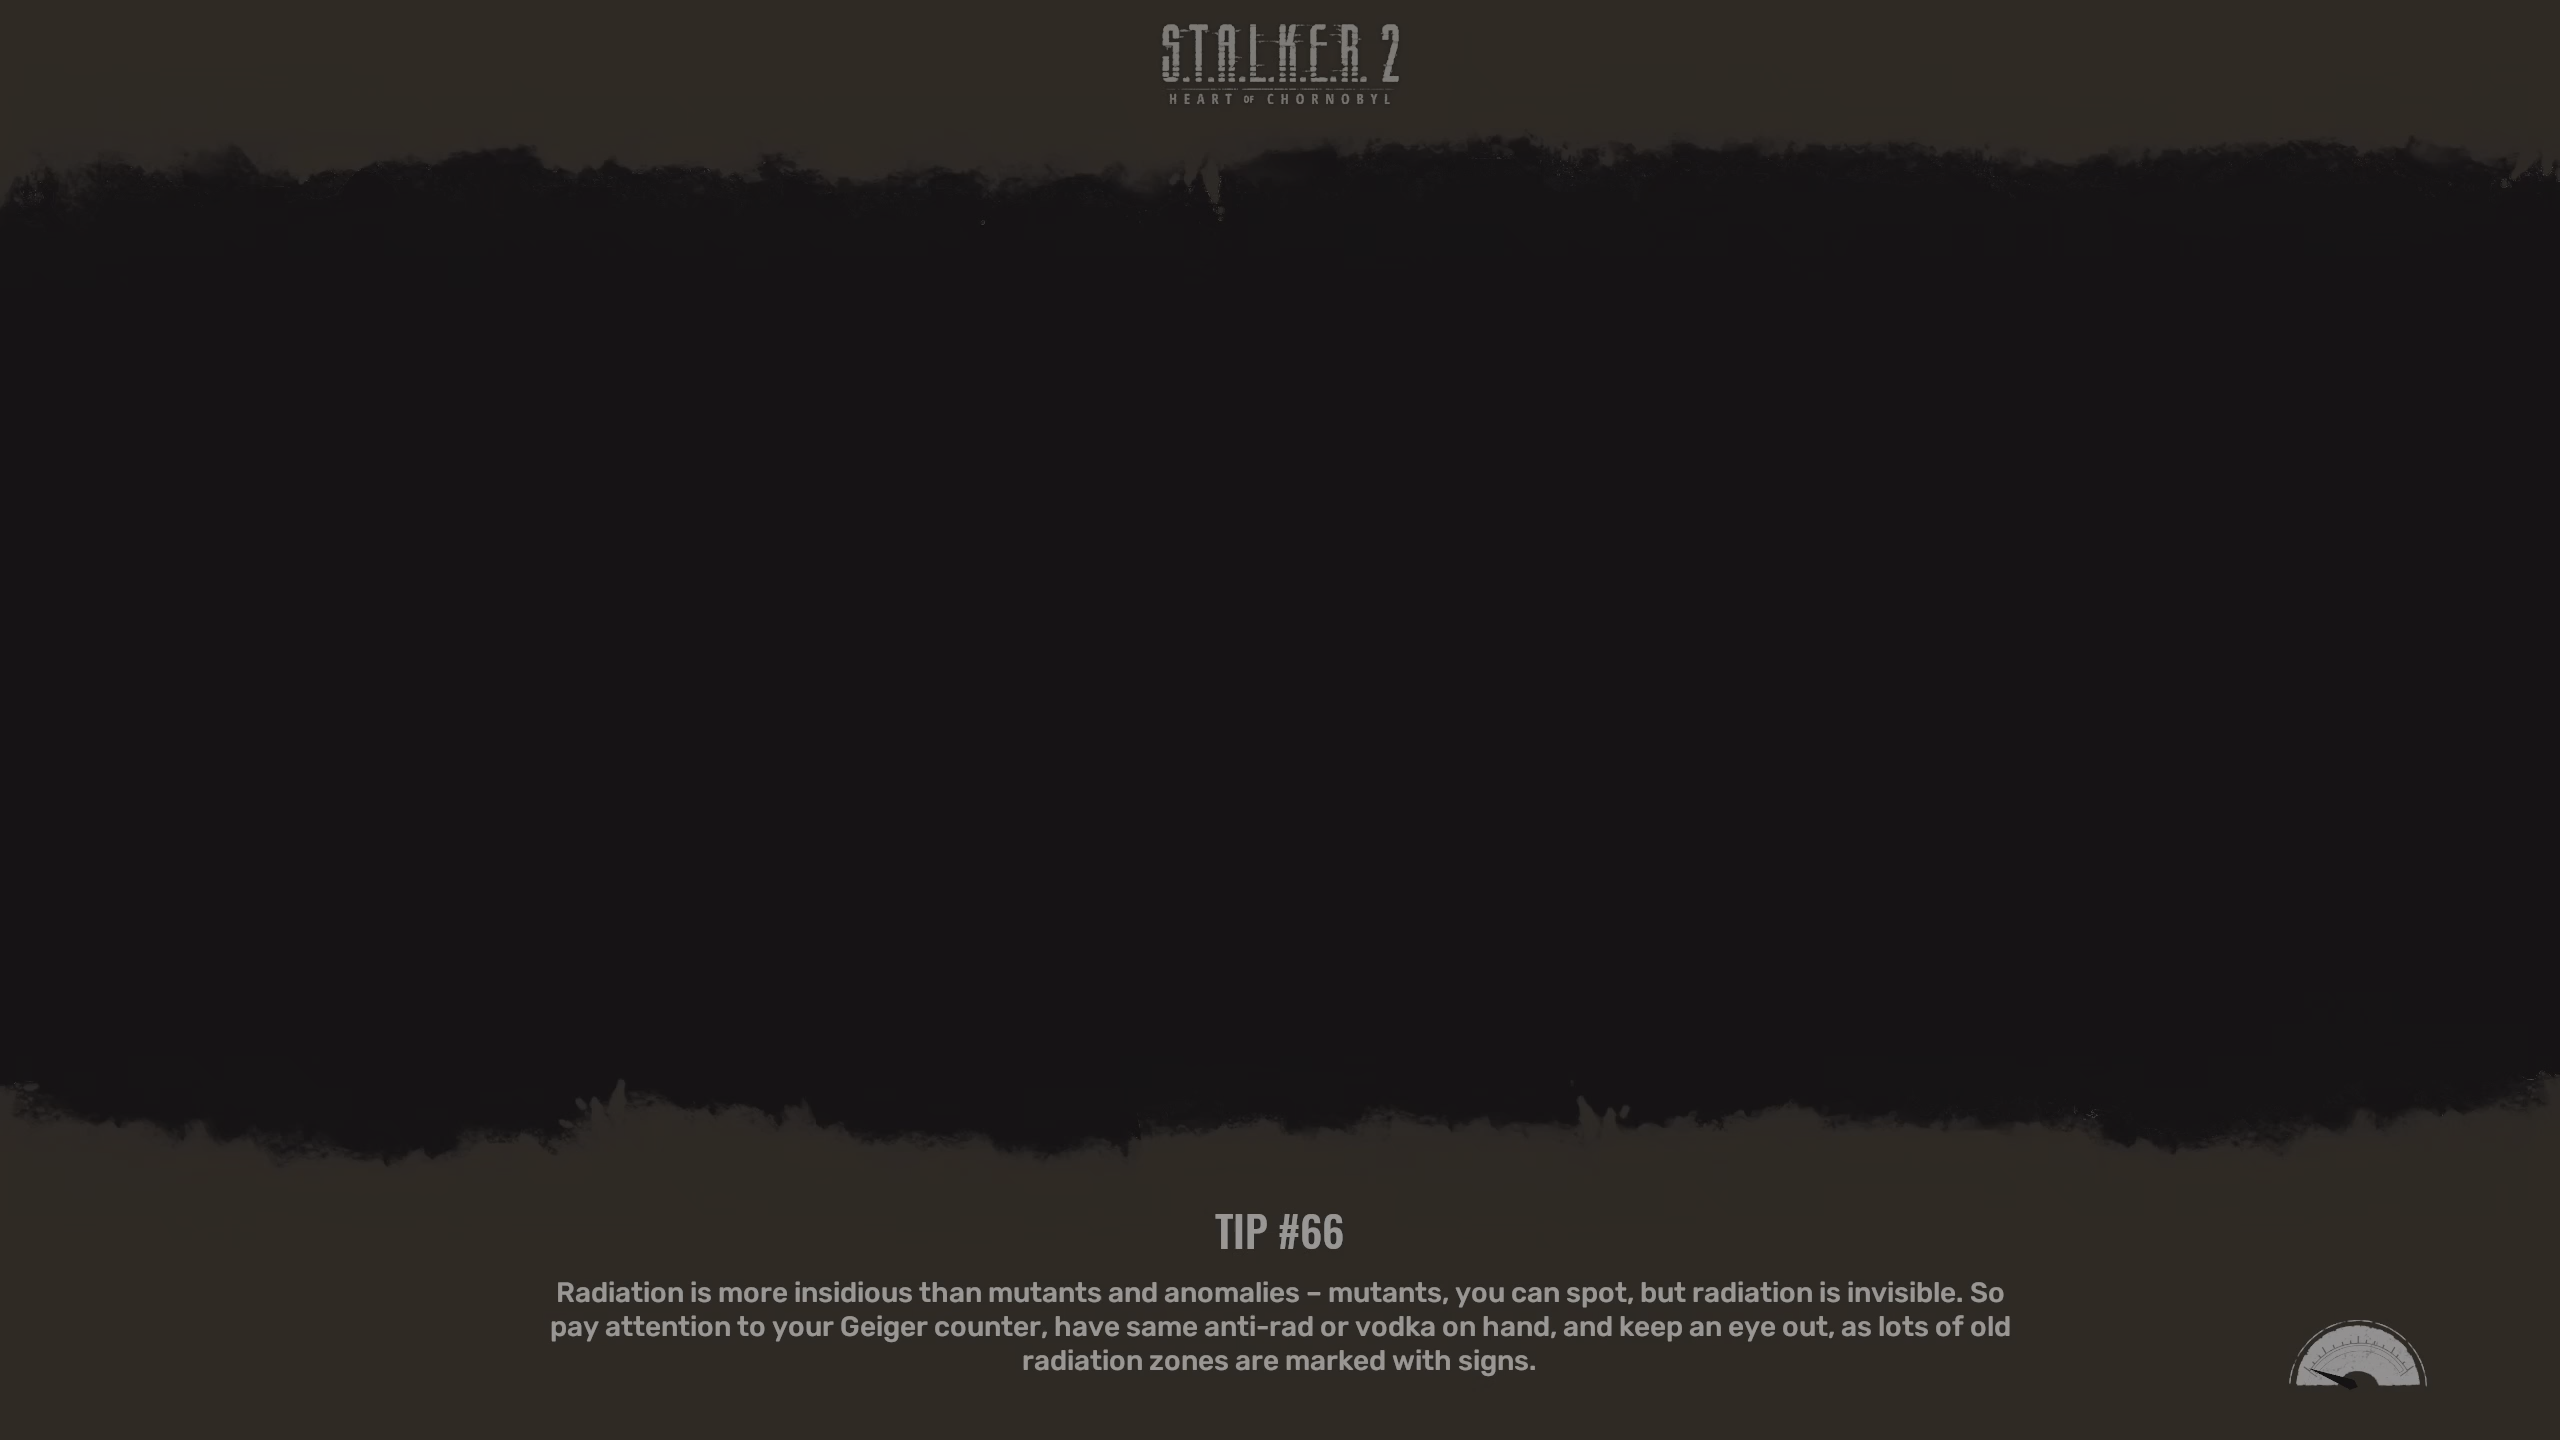 S.T.A.L.K.E.R. 2
HEART OF CHORNOBYL
TIP #66
Radiation is more insidious than mutants and anomalies – mutants, you can spot, but radiation is invisible. So
pay attention to your Geiger counter, have same anti-rad or vodka on hand, and keep an eye out, as lots of old
radiation zones are marked with signs.